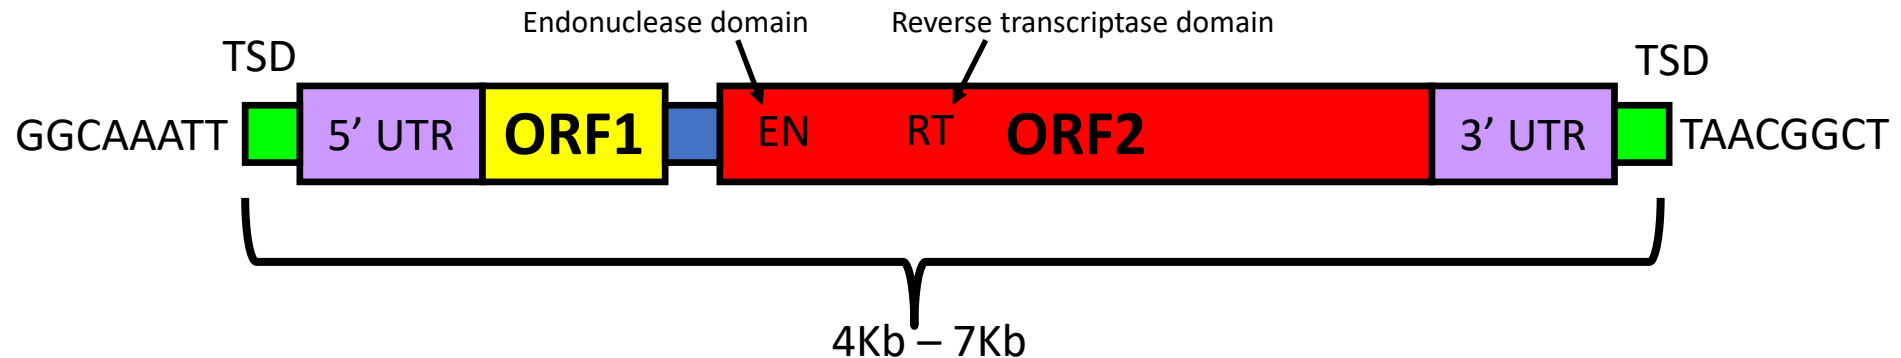 Endonuclease domain
Reverse transcriptase domain
TSD
TSD
GGCAAATT
5’ UTR
ORF1
EN
RT
ORF2
3’ UTR
TAACGGCT
4Kb – 7Kb